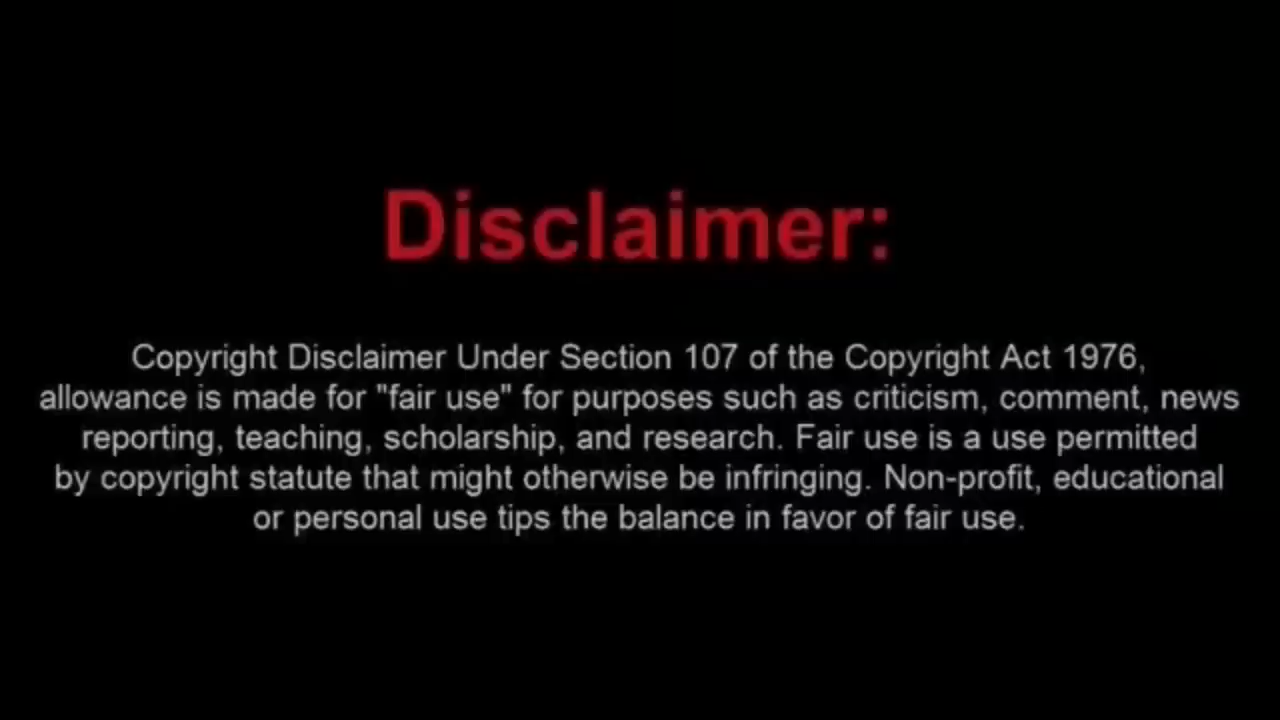 Disclaimer:
Copyright Disclaimer Under Section 107 of the Copyright Act 1976,
allowance is made for "fair use" for purposes such as criticism, comment, news
reporting, teaching, scholarship, and research. Fair use is a use permitted
by copyright statute that might otherwise be infringing. Non-profit, educational
or personal use tips the balance in favor of fair use.